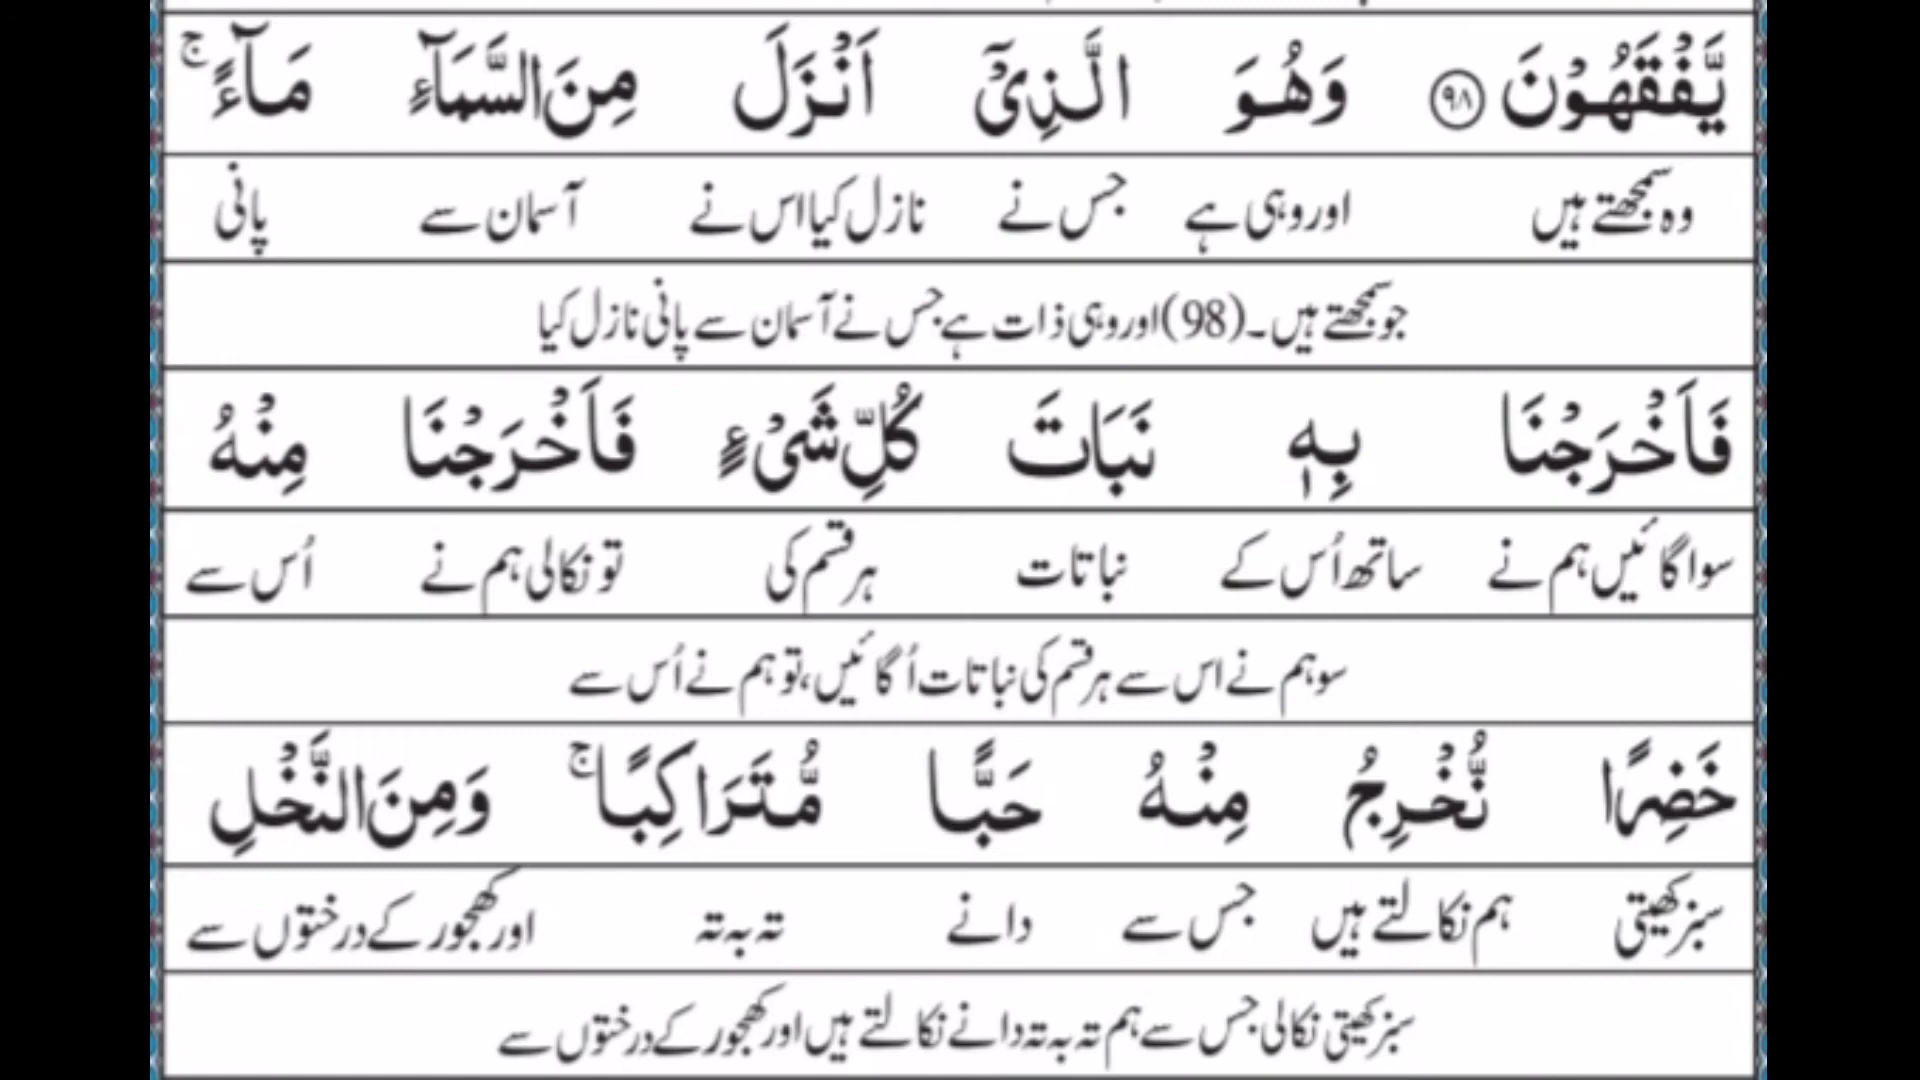 يَّفْقَهُوْنَ ۹۸ وَهُوَ الَّذِیْۤ اَنْزَلَ مِنَ السَّمَآءِ مَآءً ۚ
وہ سمجھتے ہیں اور وہی ہے جس نے نازل کیا اس نے آسمان سے پانی
جو سمجھتے ہیں۔(98) اور وہی ذات ہے جس نے آسمان سے پانی نازل کیا
فَاَخْرَجْنَا بِهٖ نَبَاتَ كُلِّ شَیْءٍ فَاَخْرَجْنَا مِنْهُ
سو اگائیں ہم نے ساتھ اُس کے نباتات ہر قسم کی تو نکالی ہم نے اُس سے
سو ہم نے اس سے ہر قسم کی نباتات اُگائیں، تو ہم نے اُس سے
خَضِرًا نُّخْرِجُ مِنْهُ حَبًّا مُّتَرَاكِبًا ۚ وَمِنَ النَّخْلِ
سبز کھیتی ہم نکالتے ہیں جس سے دانے تہ بہ تہ اور کھجور کے درختوں سے
سبز کھیتی نکالی جس سے ہم تہ بہ تہ دانے نکالتے ہیں اور کھجور کے درختوں سے